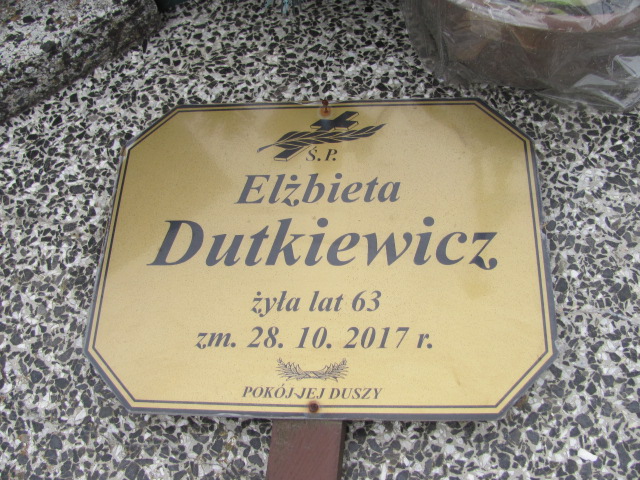 Ś.P.
Elżbieta
Dutkiewicz
żyła lat 63
zm. 28. 10. 2017 r.
POKÓJ JEJ DUSZY